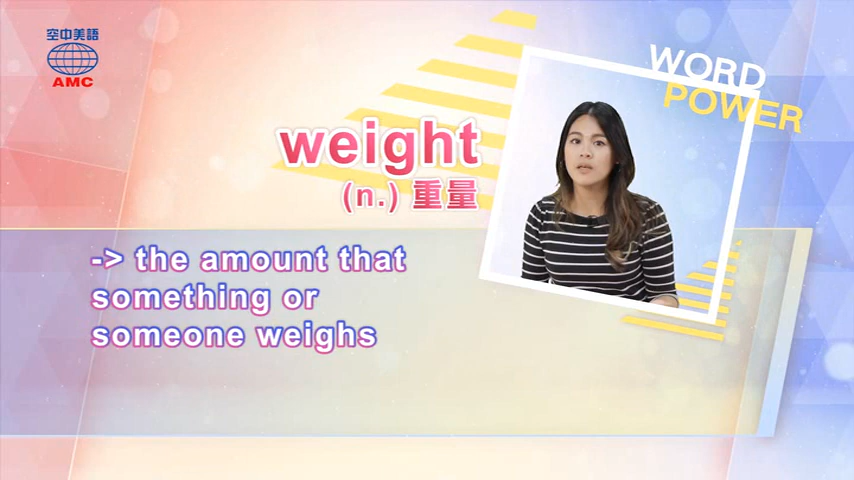 空中美語
AMC
WORD
POWER
weight
(n.) 重量
-> the amount that
something or
someone weighs